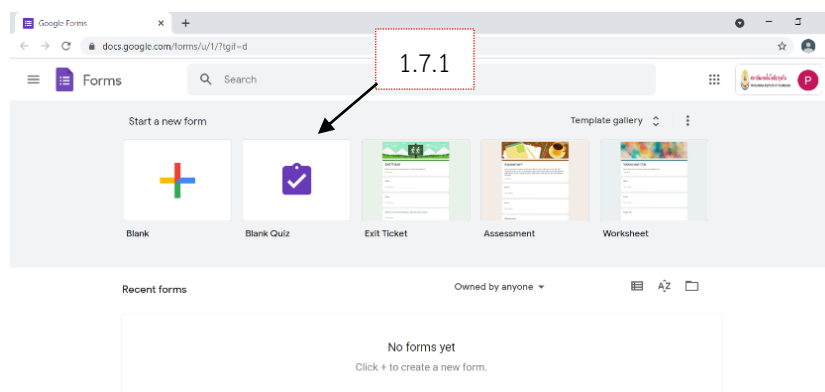 Google Forms
docs.google.com/forms/u/1/?tgif=d
1.7.1
Forms
Search
P
Start a new form
Template gallery
Blank
Blank Quiz
Exit Ticket
Assessment
Worksheet
Recent forms
Owned by anyone
AZ
No forms yet
Click + to create a new form.